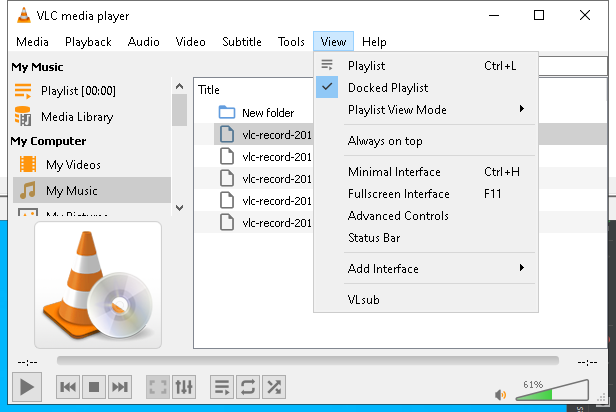 VLC media player
Media Playback Audio Video Subtitle Tools View Help
My Music
Playlist [00:00]
Media Library
My Computer
My Videos
My Music
My Pictures
Title
New folder
vlc-record-201
vlc-record-201
vlc-record-201
vlc-record-201
vlc-record-201
Playlist Ctrl+L
Docked Playlist
Playlist View Mode
Always on top
Minimal Interface Ctrl+H
Fullscreen Interface F11
Advanced Controls
Status Bar
Add Interface
VLsub
--:-- --:--
61%